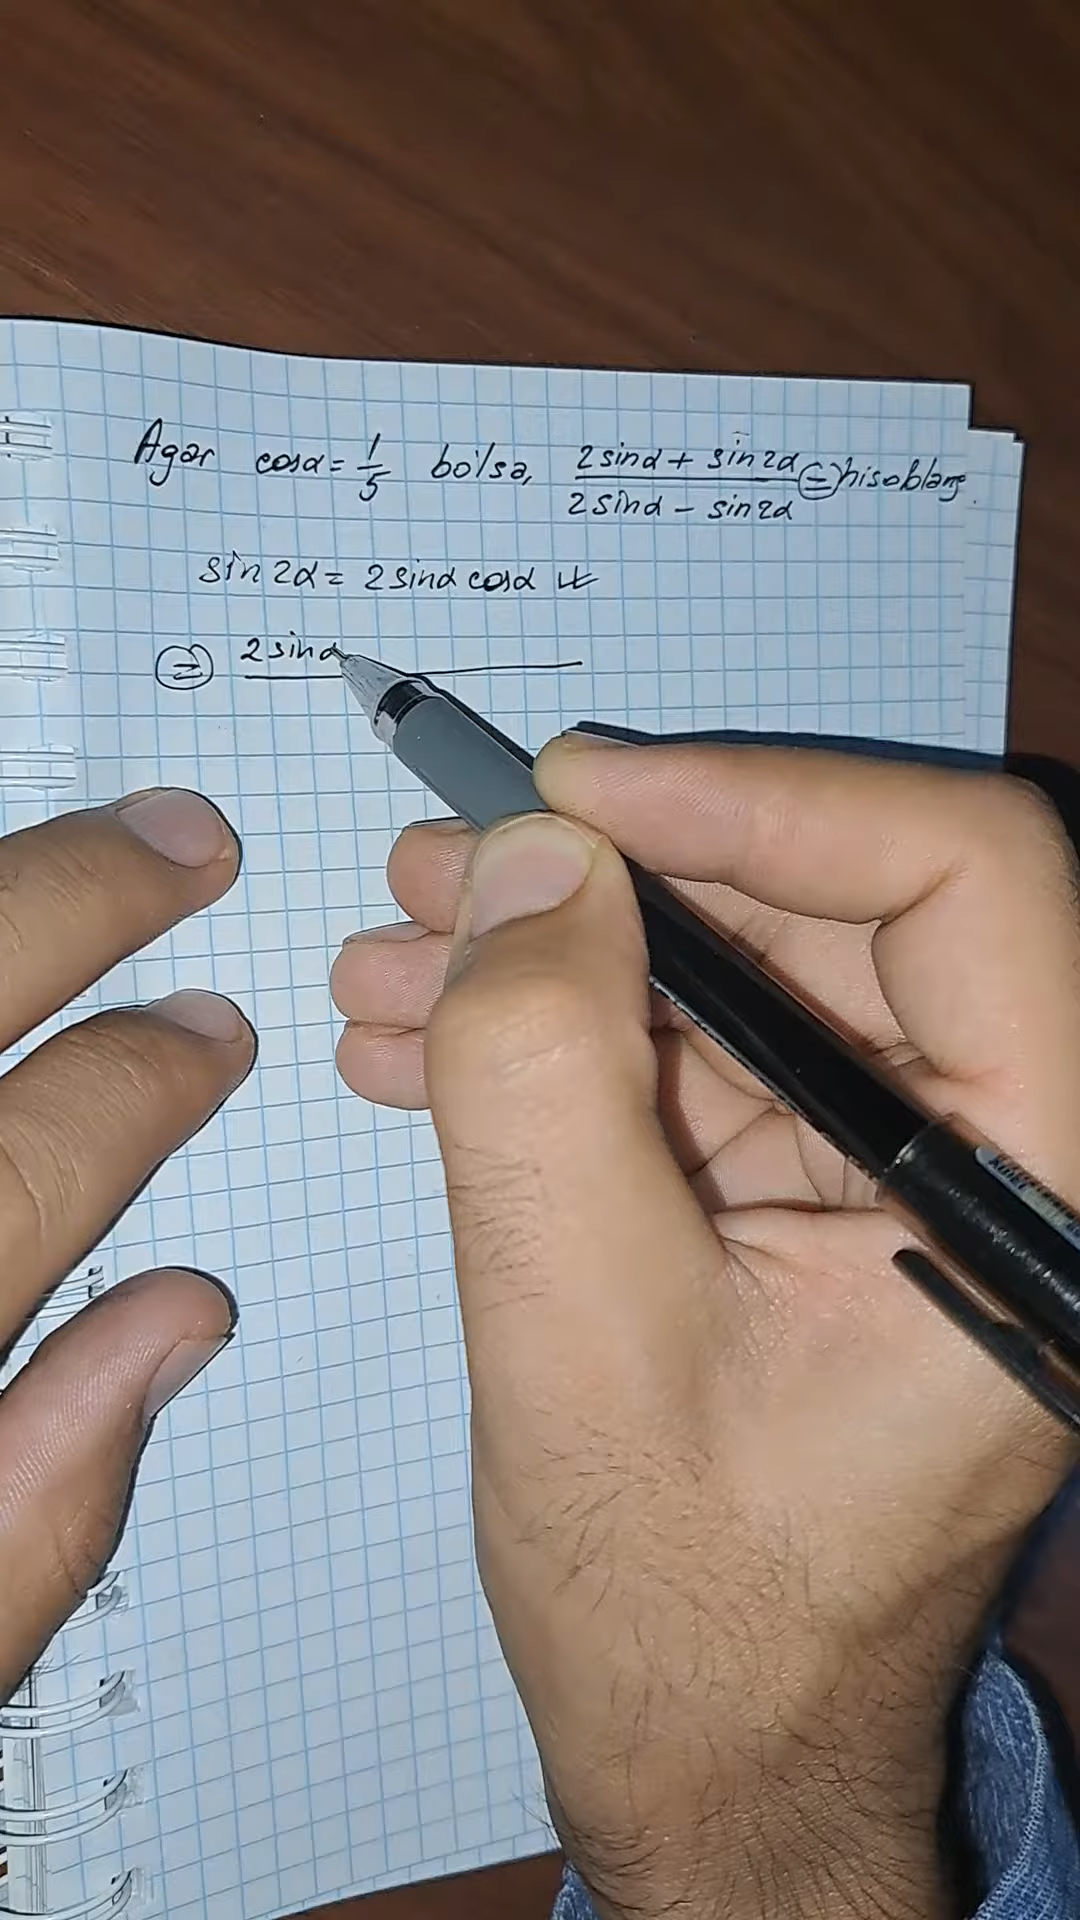 Agar cosα = 1/5 bo'lsa, (2sinα + sin2α)/(2sinα - sin2α) = hisoblang.
sin2α = 2sinα cosα
= 2sinα